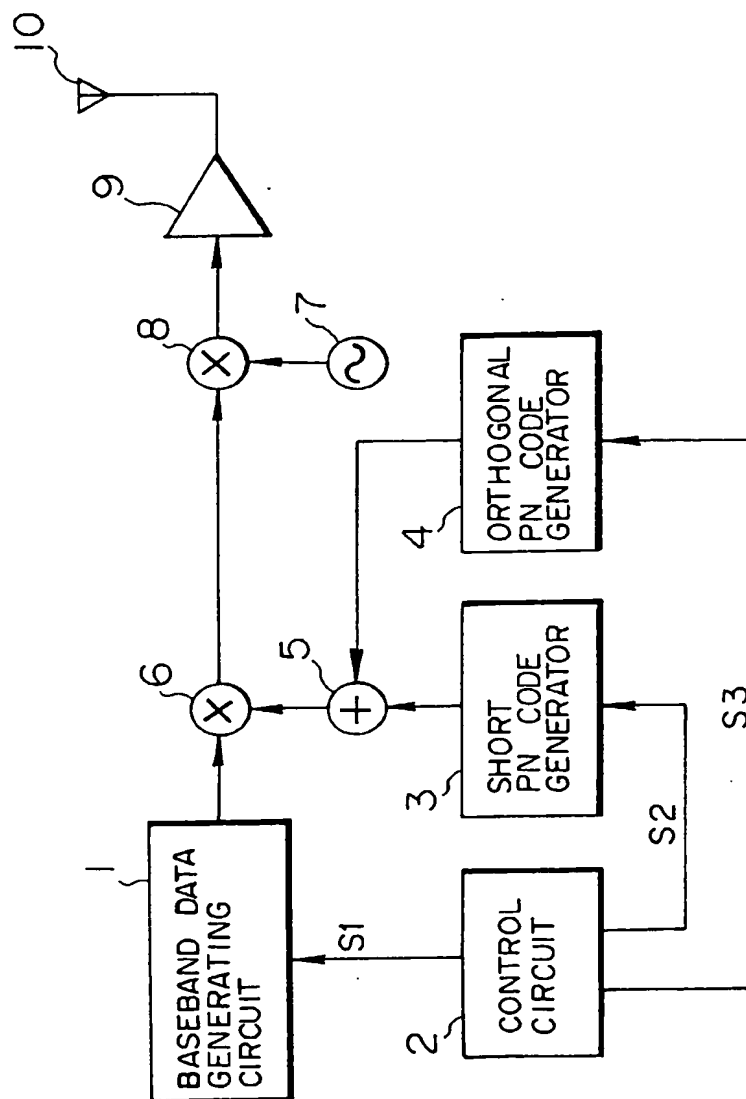 10
9
8
7
6
5
1
BASEBAND DATA
GENERATING
CIRCUIT
S1
2
CONTROL
CIRCUIT
3
SHORT
PN CODE
GENERATOR
4
ORTHOGONAL
PN CODE
GENERATOR
S2
S3